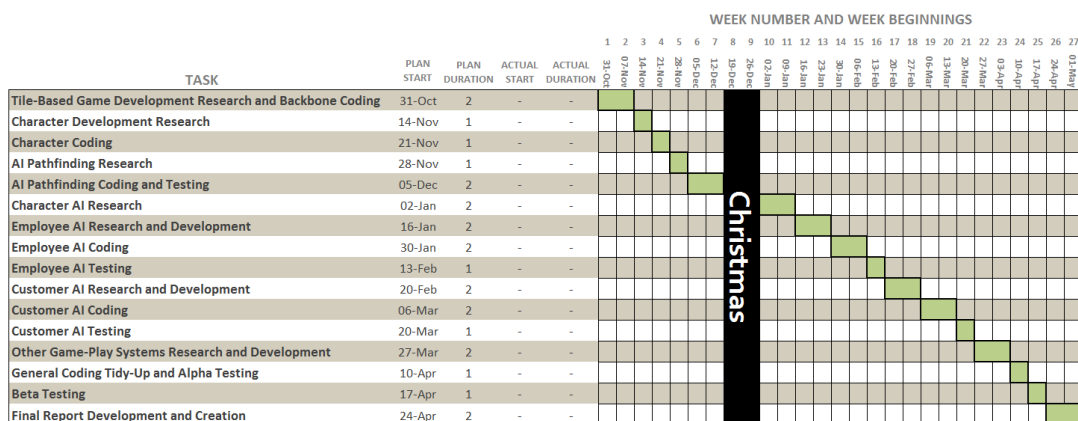 WEEK NUMBER AND WEEK BEGINNINGS
1 2 3 4 5 6 7 8 9 10 11 12 13 14 15 16 17 18 19 20 21 22 23 24 25 26 27
31-Oct 07-Nov 14-Nov 21-Nov 28-Nov 05-Dec 12-Dec 19-Dec 26-Dec 02-Jan 09-Jan 16-Jan 23-Jan 30-Jan 06-Feb 13-Feb 20-Feb 27-Feb 06-Mar 13-Mar 20-Mar 27-Mar 03-Apr 10-Apr 17-Apr 24-Apr 01-May
TASK PLAN START PLAN DURATION ACTUAL START ACTUAL DURATION
Tile-Based Game Development Research and Backbone Coding 31-Oct 2 - -
Character Development Research 14-Nov 1 - -
Character Coding 21-Nov 1 - -
AI Pathfinding Research 28-Nov 1 - -
AI Pathfinding Coding and Testing 05-Dec 2 - -
Character AI Research 02-Jan 2 - -
Employee AI Research and Development 16-Jan 2 - -
Employee AI Coding 30-Jan 2 - -
Employee AI Testing 13-Feb 1 - -
Customer AI Research and Development 20-Feb 2 - -
Customer AI Coding 06-Mar 2 - -
Customer AI Testing 20-Mar 1 - -
Other Game-Play Systems Research and Development 27-Mar 2 - -
General Coding Tidy-Up and Alpha Testing 10-Apr 1 - -
Beta Testing 17-Apr 1 - -
Final Report Development and Creation 24-Apr 2 - -
Christmas